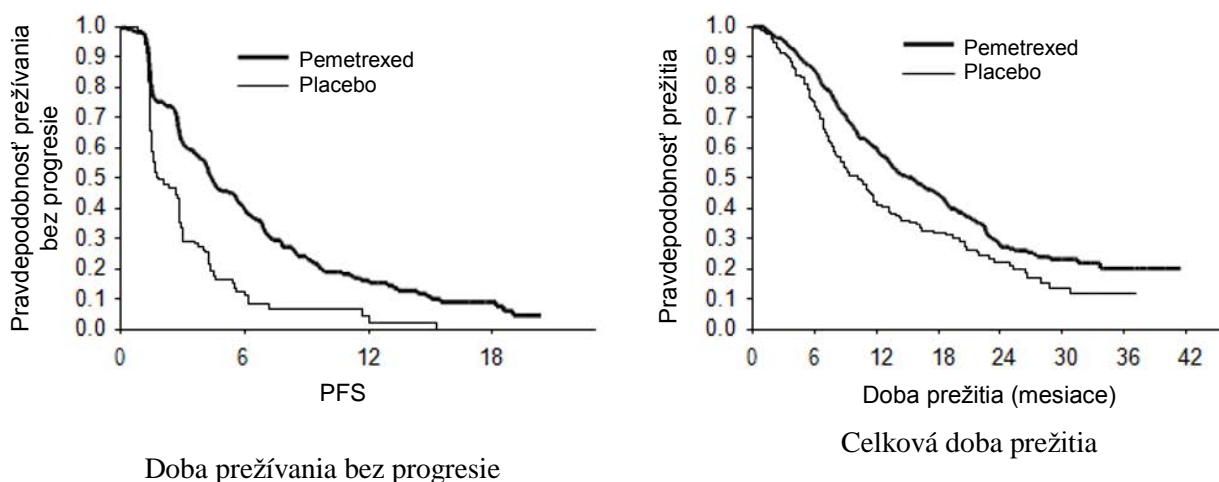 Pravdepodobnosť prežívania
bez progresie
1.0
0.9
0.8
0.7
0.6
0.5
0.4
0.3
0.2
0.1
0.0
Pemetrexed
Placebo
0 6 12 18
PFS
Doba prežívania bez progresie
Pravdepodobnosť prežitia
1.0
0.9
0.8
0.7
0.6
0.5
0.4
0.3
0.2
0.1
0.0
Pemetrexed
Placebo
0 6 12 18 24 30 36 42
Doba prežitia (mesiace)
Celková doba prežitia